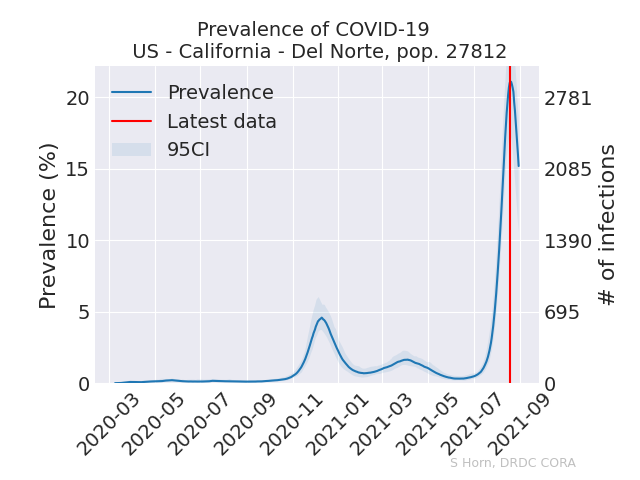 Prevalence of COVID-19
US - California - Del Norte, pop. 27812
Prevalence
Latest data
95CI
Prevalence (%)
20
15
10
5
0
2781
2085
1390
695
0
# of infections
2020-03
2020-05
2020-07
2020-09
2020-11
2021-01
2021-03
2021-05
2021-07
2021-09
S Horn, DRDC CORA